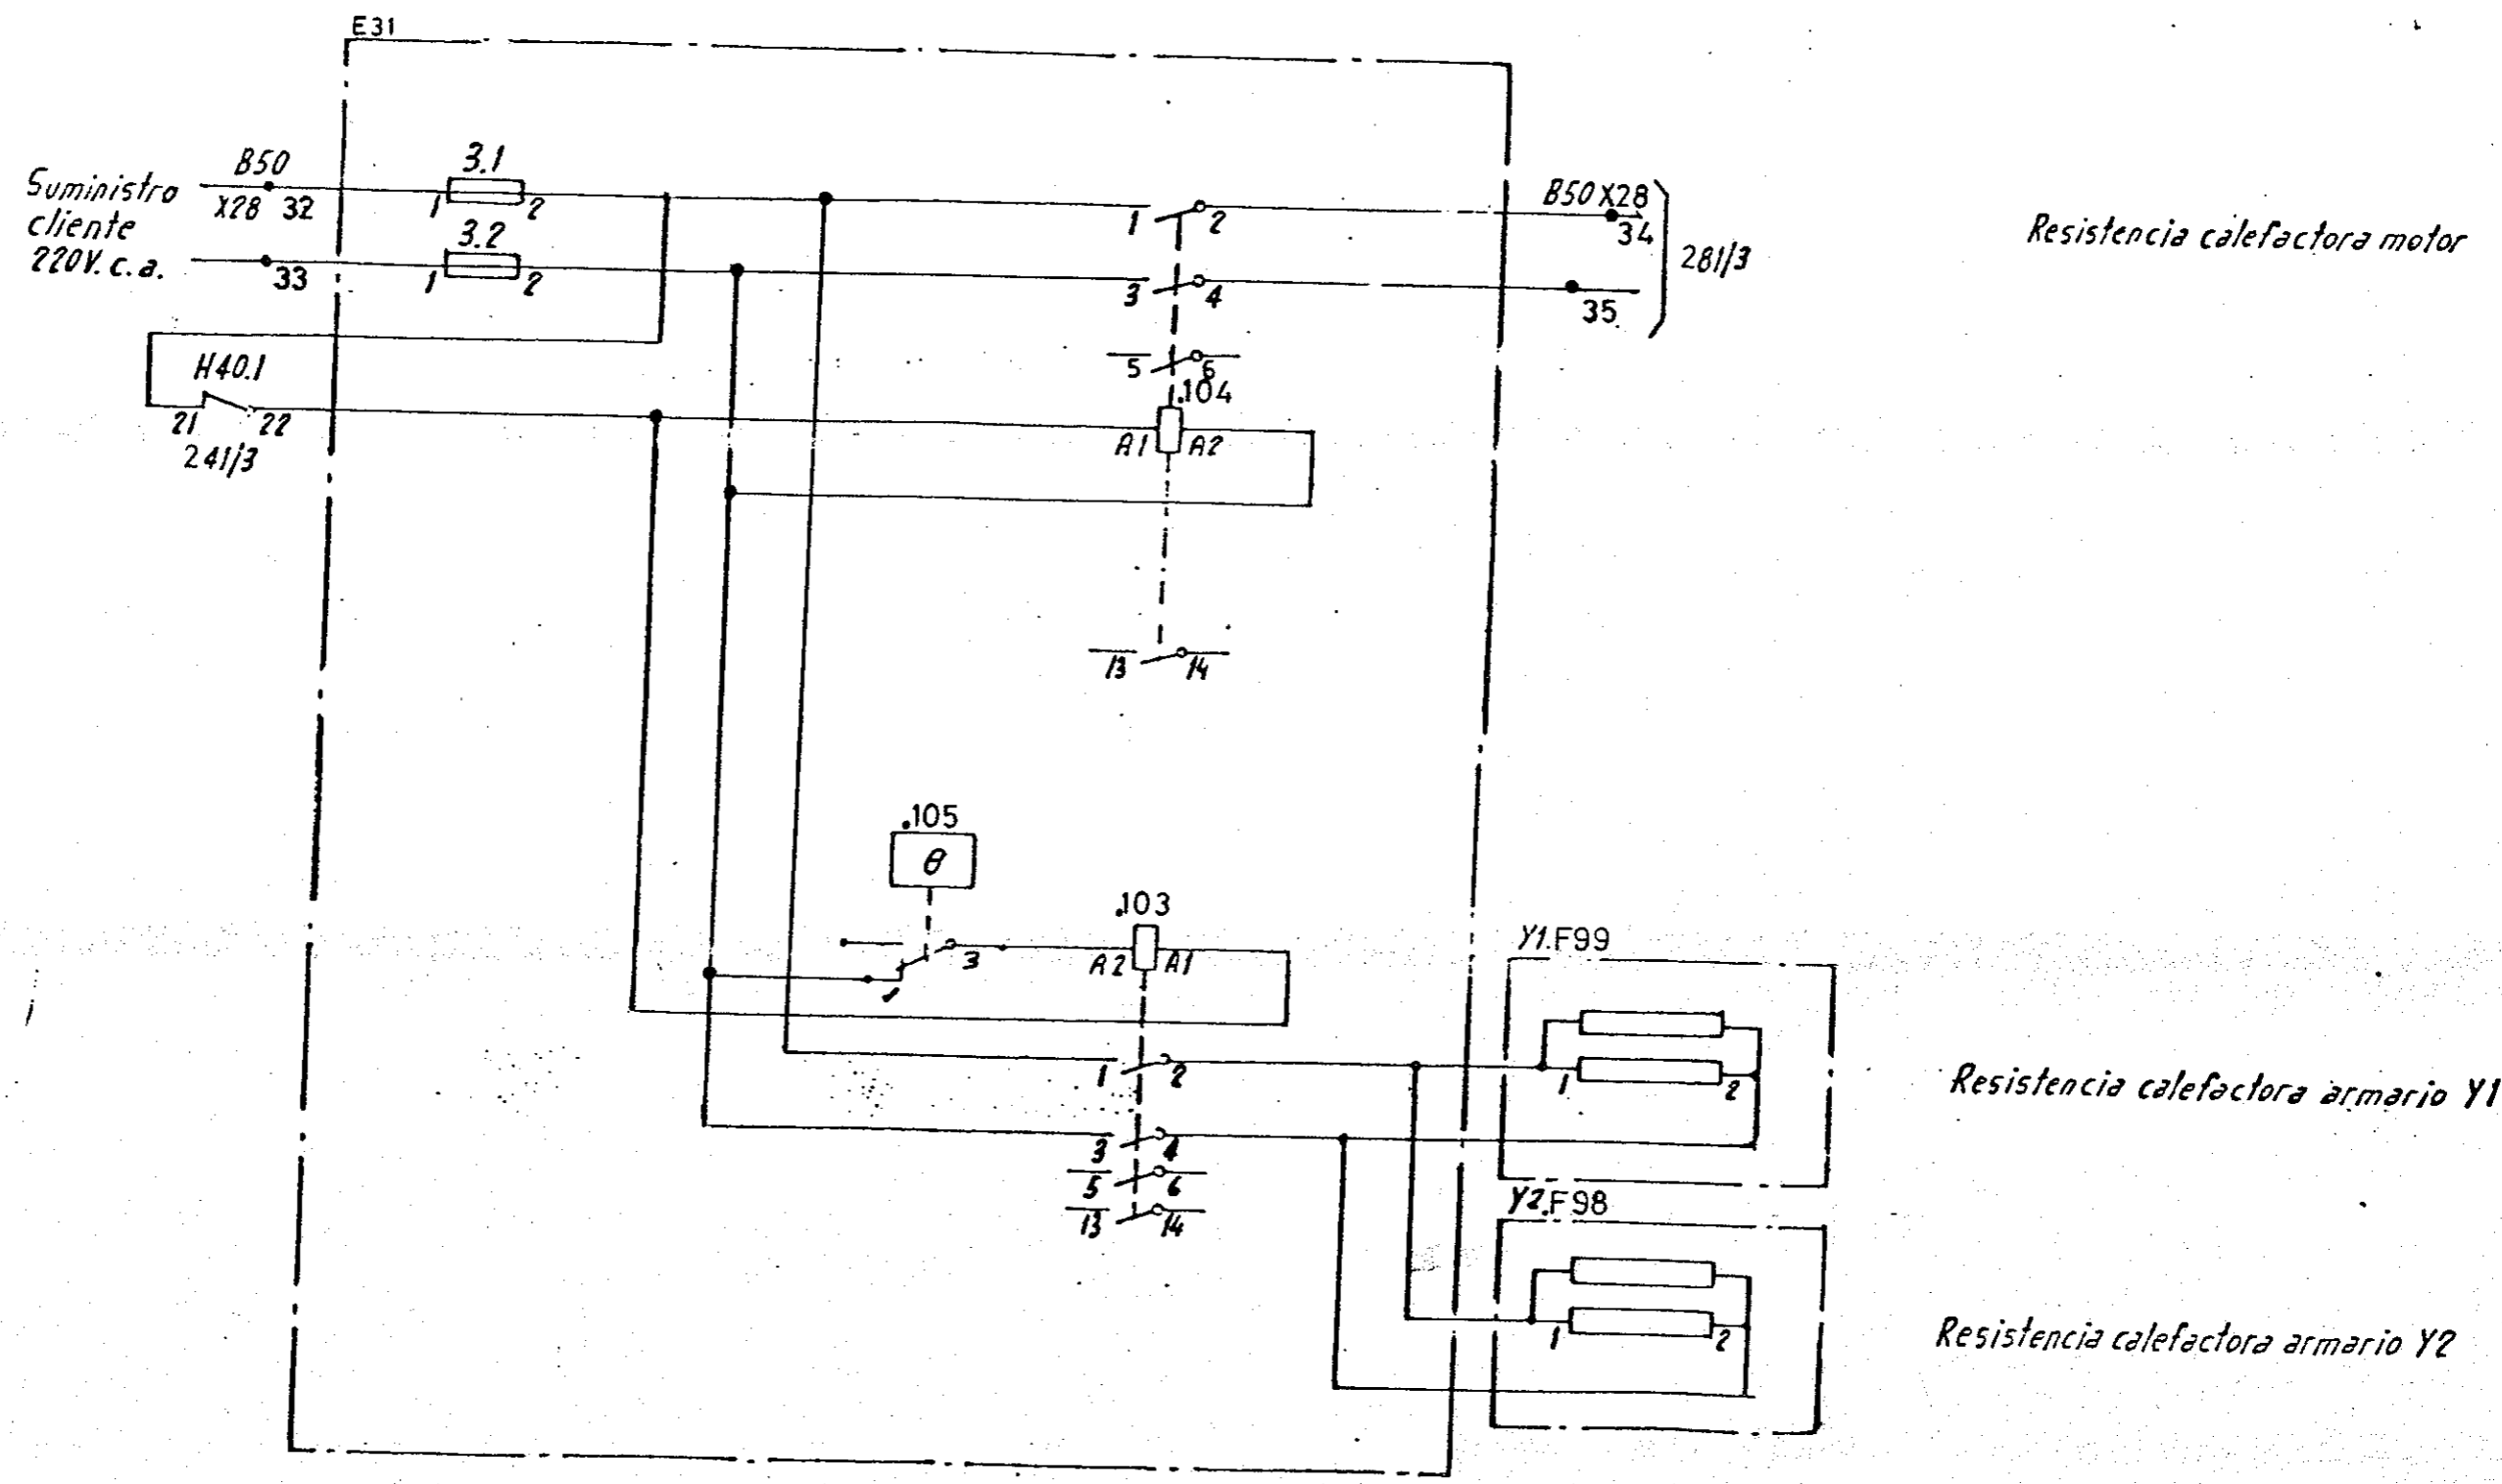 E31
B50
3.1
Suministro
X28 32
1
2
cliente
3.2
220V. c.a.
33
1
2
1
2
B50 X28
34
3
4
35
281/3
Resistencia calefactora motor
5
6
H40.1
21
22
241/3
.104
A1
A2
13
14
.105
θ
.103
3
A2
A1
1
Y1.F99
1
2
1
2
Resistencia calefactora armario Y1
3
4
5
6
13
14
Y2.F98
1
2
Resistencia calefactora armario Y2